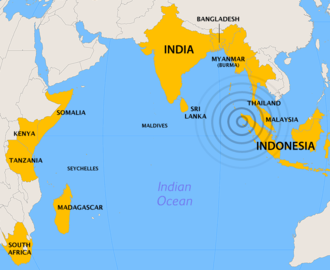 BANGLADESH
INDIA
MYANMAR
(BURMA)
THAILAND
SRI
LANKA
MALAYSIA
MALDIVES
INDONESIA
SOMALIA
KENYA
TANZANIA
SEYCHELLES
Indian
Ocean
MADAGASCAR
SOUTH
AFRICA